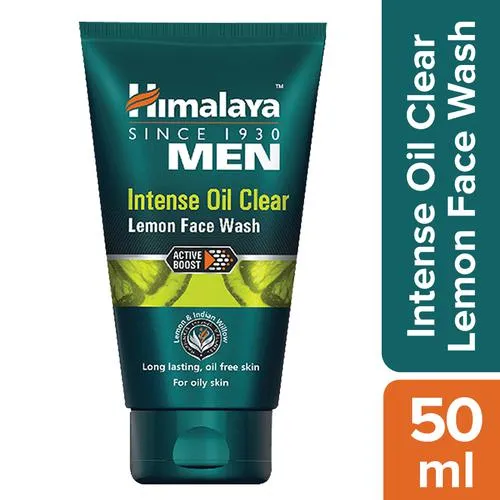 Himalaya™
SINCE 1930
MEN
Intense Oil Clear
Lemon Face Wash
ACTIVE
BOOST
Lemon & Indian Willow
Long lasting, oil free skin
For oily skin
Intense Oil Clear
Lemon Face Wash
50
ml